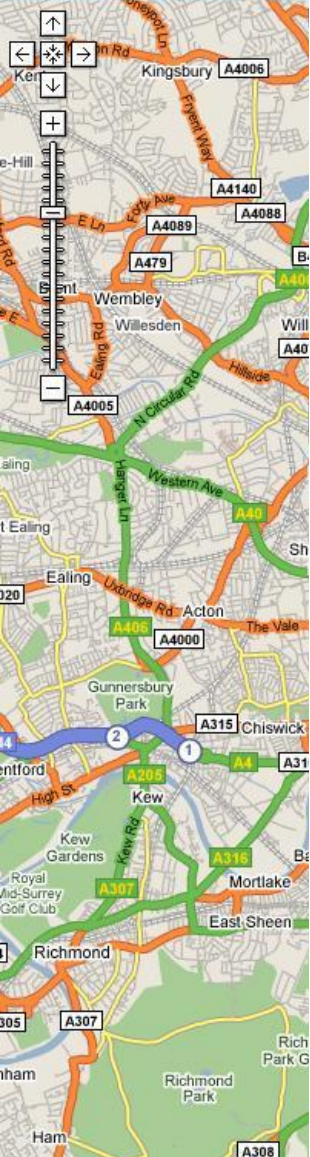 Kingsbury
A4006
Fryent Way
A4140
Forty Ave
A4088
A4089
E Ln
A479
Wembley
Willesden
Ealing Rd
Hillside
A4005
N Circular Rd
Hanger Ln
Western Ave
A40
Ealing
Uxbridge Rd
Acton
The Vale
A406
A4000
Gunnersbury
Park
A315
Chiswick
2
1
A4
A205
High St
Kew
Kew Rd
Kew
Gardens
A316
Royal
Mid-Surrey
Golf Club
A307
Mortlake
East Sheen
Richmond
A307
Richmond
Park
Ham
A308